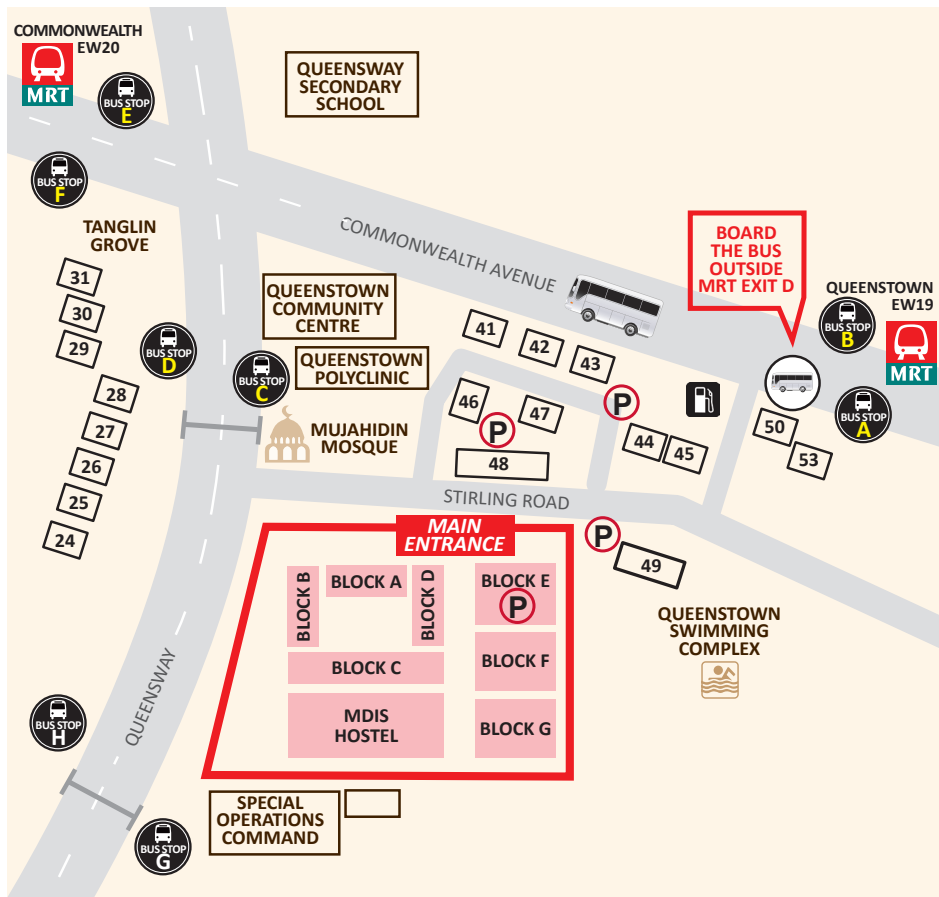 COMMONWEALTH
EW20
MRT
BUS STOP
E
QUEENSWAY
SECONDARY
SCHOOL
BUS STOP
F
TANGLIN
GROVE
COMMONWEALTH AVENUE
BOARD
THE BUS
OUTSIDE
MRT EXIT D
QUEENSTOWN
EW19
MRT
BUS STOP
B
BUS STOP
A
31
30
29
28
27
26
25
24
BUS STOP
D
QUEENSTOWN
COMMUNITY
CENTRE
QUEENSTOWN
POLYCLINIC
BUS STOP
C
MUJAHIDIN
MOSQUE
41
42
43
46
47
P
P
44
45
50
53
48
STIRLING ROAD
MAIN
ENTRANCE
P
49
BLOCK B
BLOCK A
BLOCK D
BLOCK E
P
BLOCK C
BLOCK F
MDIS
HOSTEL
BLOCK G
QUEENSTOWN
SWIMMING
COMPLEX
QUEENSWAY
BUS STOP
H
BUS STOP
G
SPECIAL
OPERATIONS
COMMAND